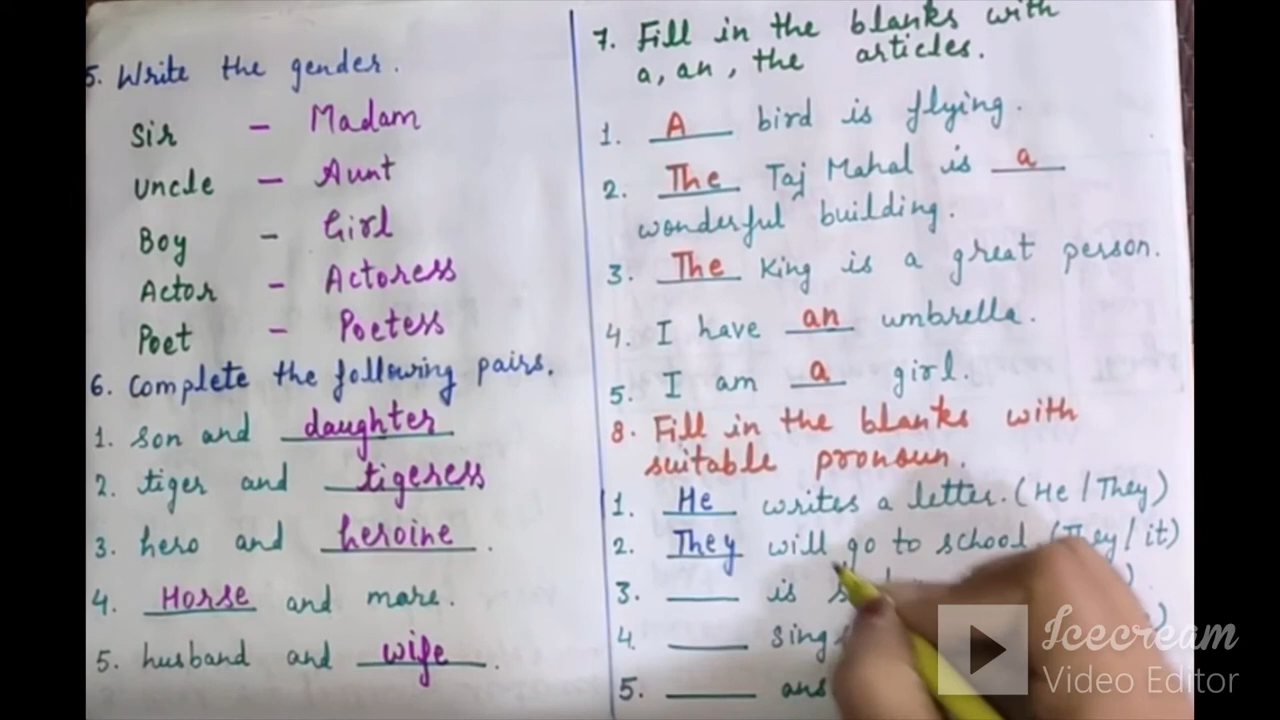 5. Write the gender.
Sir - Madam
Uncle - Aunt
Boy - Girl
Actor - Actoress
Poet - Poetess
6. Complete the following pairs.
1. son and daughter
2. tiger and tigeress
3. hero and heroine.
4. Horse and mare.
5. husband and wife.
7. Fill in the blanks with
a, an, the articles.
1. A bird is flying.
2. The Taj Mahal is a
wonderful building.
3. The King is a great person.
4. I have an umbrella.
5. I am a girl.
8. Fill in the blanks with
suitable pronoun.
1. He writes a letter. (He/They)
2. They will go to school. (They/it)
3. ____ is
4. ____ sing
5. ____
Icecream
Video Editor